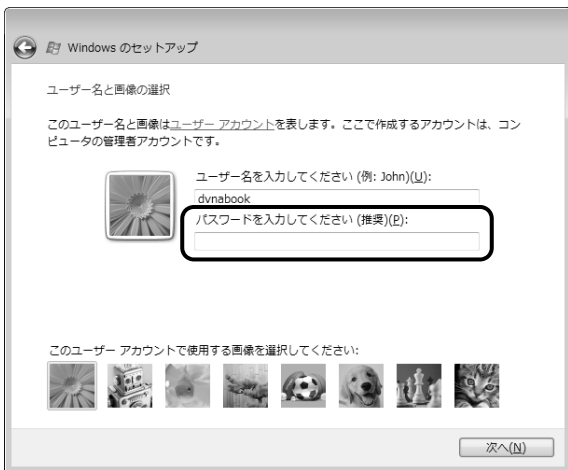 Windows のセットアップ
ユーザー名と画像の選択
このユーザー名と画像はユーザー アカウントを表します。ここで作成するアカウントは、コン
ピュータの管理者アカウントです。
ユーザー名を入力してください (例: John)(U):
dynabook
パスワードを入力してください (推奨)(P):
このユーザー アカウントで使用する画像を選択してください:
次へ(N)